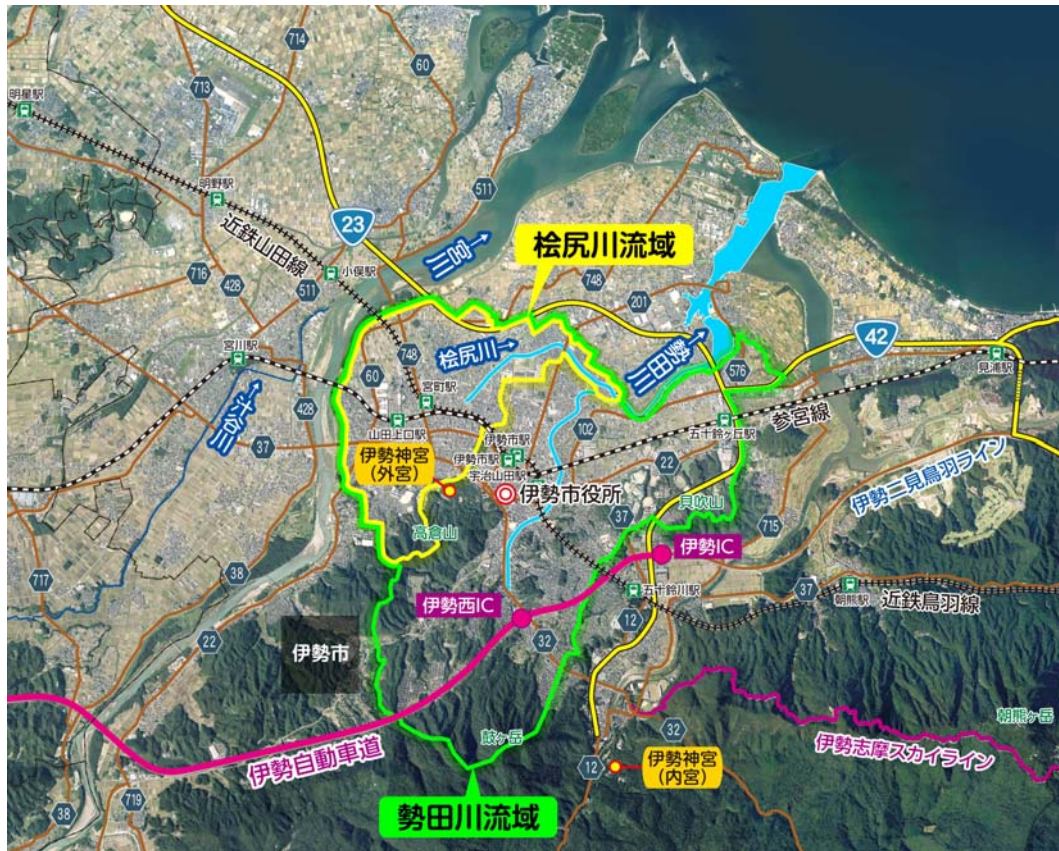 714
713
60
明星駅
明野駅
511
23
近鉄山田線
宮川
桧尻川流域
小俣駅
716
428
511
748
201
宮川駅
748
桧尻川
勢田川
42
576
二見浦駅
60
宮町駅
汁谷川
428
37
山田上口駅
102
五十鈴ヶ丘駅
参宮線
伊勢市駅
伊勢市駅
宇治山田駅
22
伊勢神宮
(外宮)
伊勢市役所
伊勢二見鳥羽ライン
高倉山
37
貝吹山
715
伊勢IC
717
38
五十鈴川駅
37
朝熊駅
近鉄鳥羽線
伊勢西IC
12
22
伊勢市
32
鼓ヶ岳
朝熊ヶ岳
32
伊勢志摩スカイライン
伊勢自動車道
12
伊勢神宮
(内宮)
38
719
勢田川流域